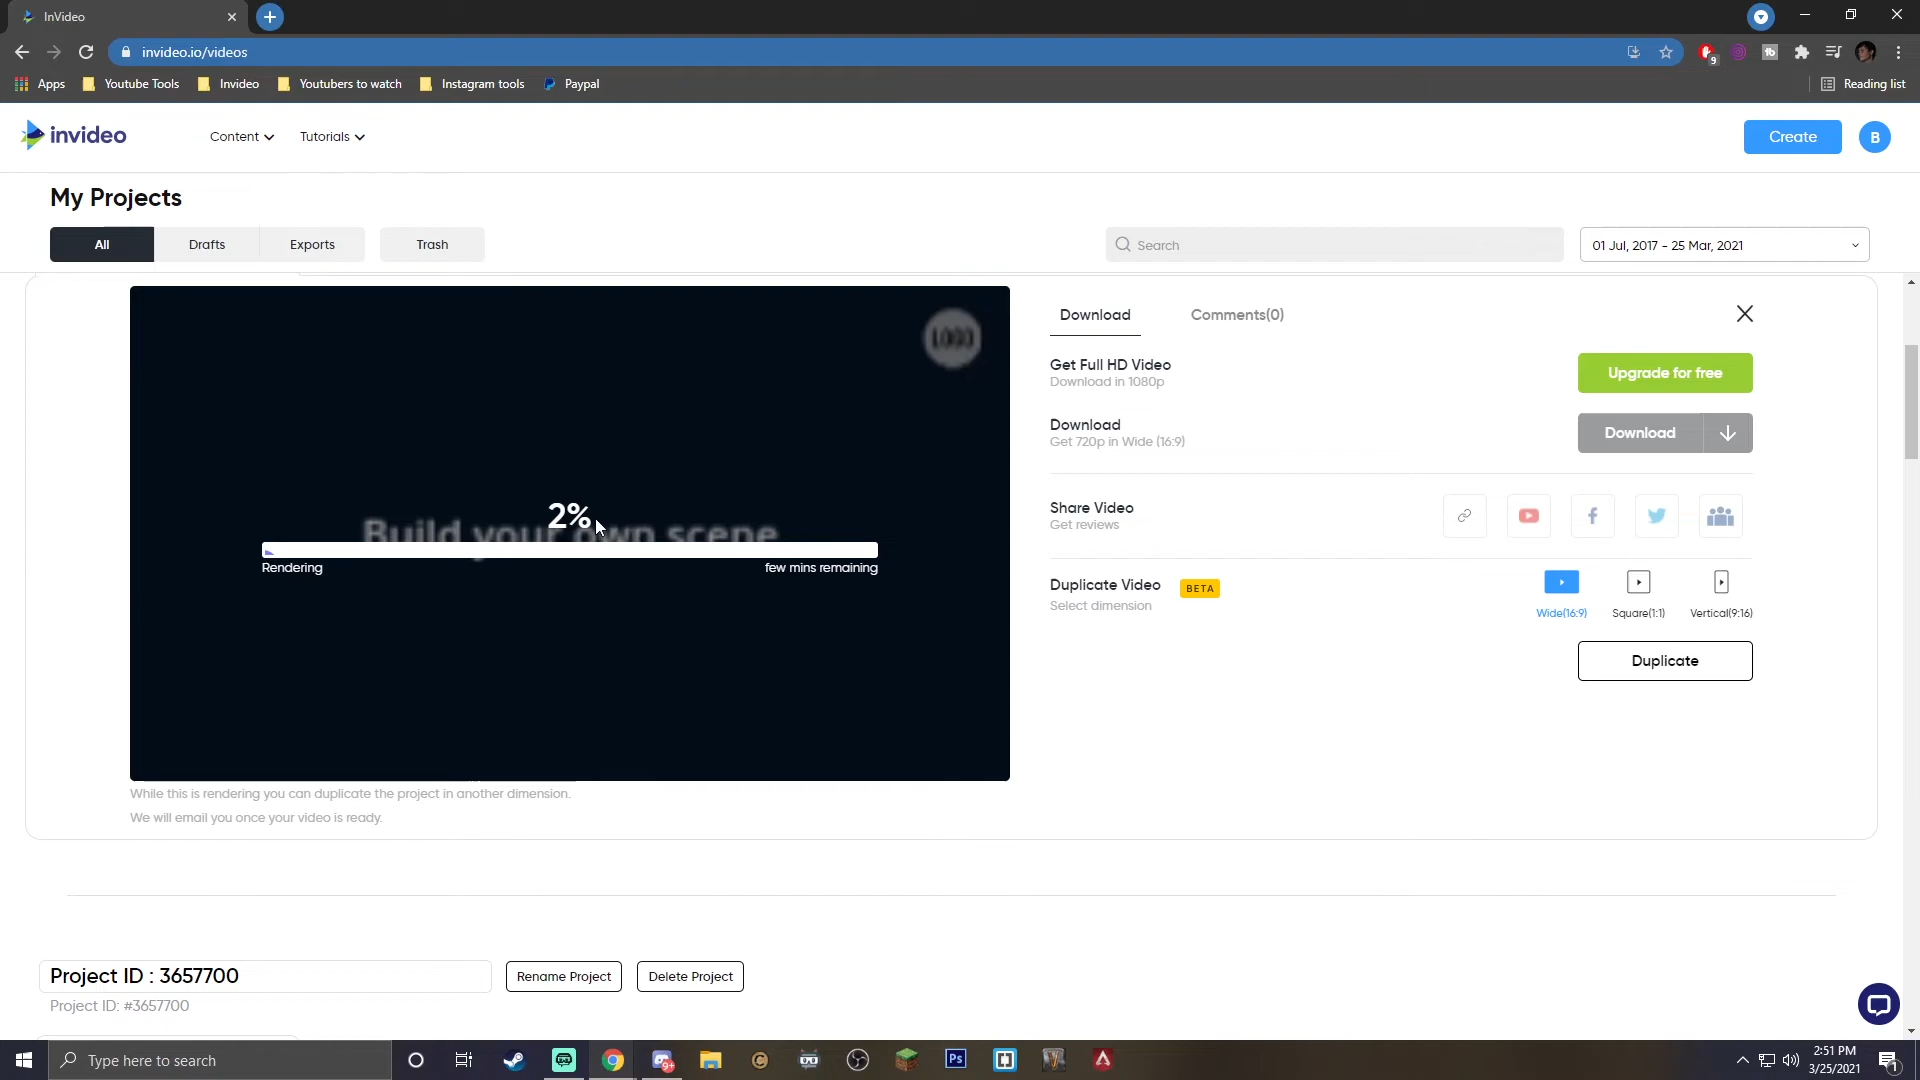 InVideo
invideo.io/videos
9
Apps
Youtube Tools
Invideo
Youtubers to watch
Instagram tools
Paypal
Reading list
invideo
Content
Tutorials
Create
B
My Projects
All
Drafts
Exports
Trash
Search
01 Jul, 2017 - 25 Mar, 2021
LOGO
Build your own scene
2%
Rendering
few mins remaining
While this is rendering you can duplicate the project in another dimension.
We will email you once your video is ready.
Download
Comments(0)
Get Full HD Video
Download in 1080p
Upgrade for free
Download
Get 720p in Wide (16:9)
Download
Share Video
Get reviews
Duplicate Video
BETA
Select dimension
Wide(16:9)
Square(1:1)
Vertical(9:16)
Duplicate
Project ID : 3657700
Rename Project
Delete Project
Project ID: #3657700
Type here to search
9+
Ps
2:51 PM
3/25/2021
1